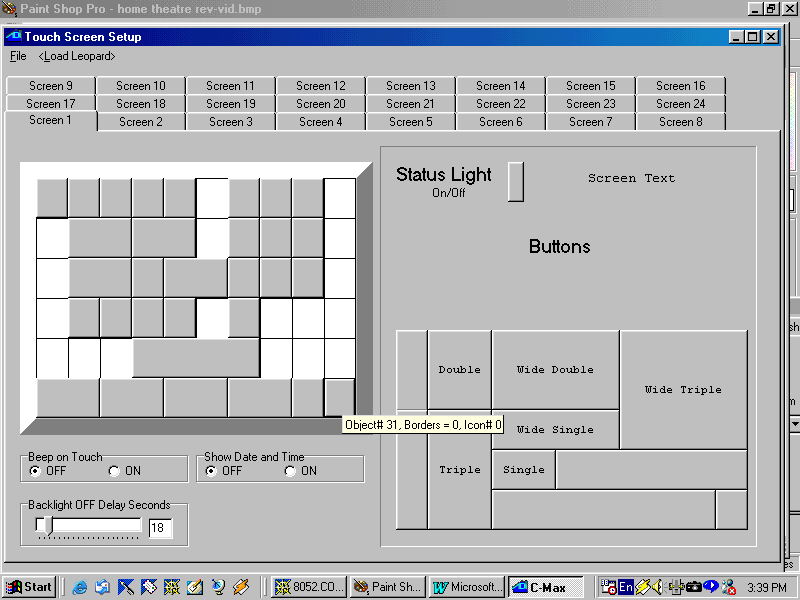 Paint Shop Pro - home theatre rev-vid.bmp
Touch Screen Setup
File <Load Leopard>
Screen 9 Screen 10 Screen 11 Screen 12 Screen 13 Screen 14 Screen 15 Screen 16
Screen 17 Screen 18 Screen 19 Screen 20 Screen 21 Screen 22 Screen 23 Screen 24
Screen 1 Screen 2 Screen 3 Screen 4 Screen 5 Screen 6 Screen 7 Screen 8
Status Light
On/Off
Screen Text
Buttons
Double Wide Double
Wide Triple
Object# 31, Borders = 0, Icon# 0
Wide Single
Triple Single
Beep on Touch
OFF ON
Show Date and Time
OFF ON
Backlight OFF Delay Seconds
18
Start 8052.CO... Paint Sh... Microsoft... C-Max En 3:39 PM